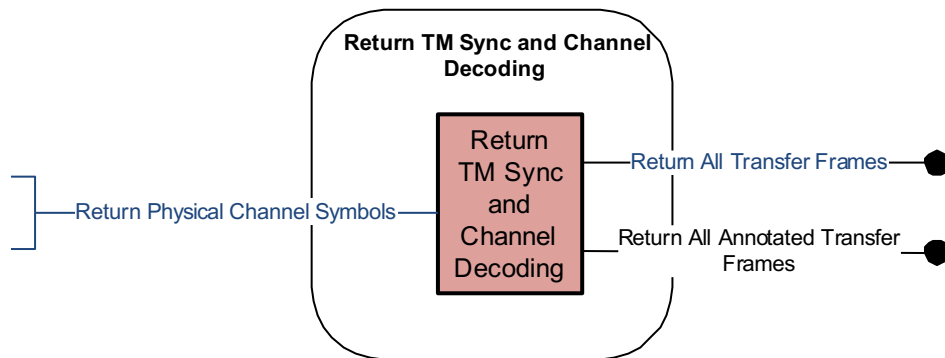 Return TM Sync and Channel
Decoding
Return
TM Sync
and
Channel
Decoding
Return All Transfer Frames
Return Physical Channel Symbols
Return All Annotated Transfer
Frames